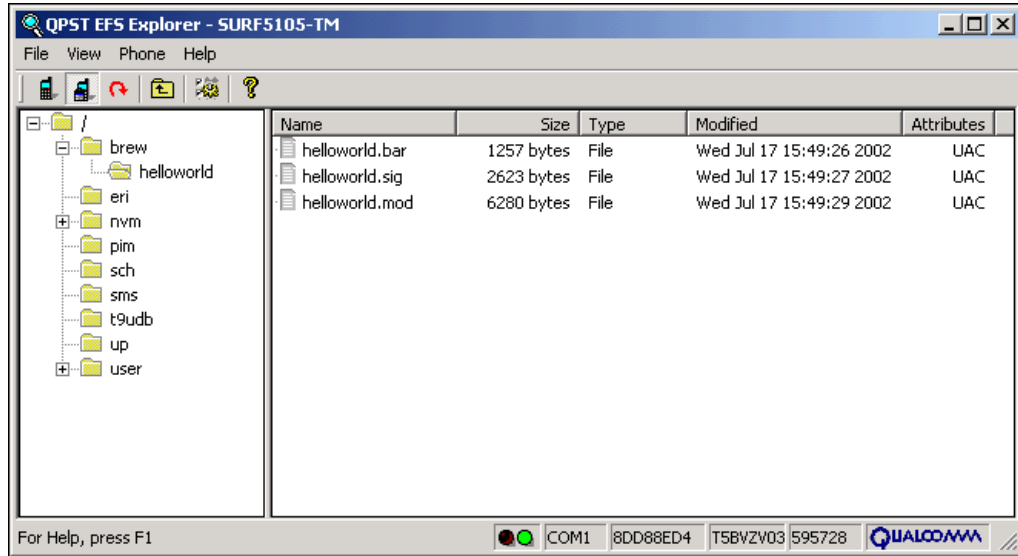 QPST EFS Explorer - SURF5105-TM
File View Phone Help
/
brew
helloworld
eri
nvm
pim
sch
sms
t9udb
up
user
Name Size Type Modified Attributes
helloworld.bar 1257 bytes File Wed Jul 17 15:49:26 2002 UAC
helloworld.sig 2623 bytes File Wed Jul 17 15:49:27 2002 UAC
helloworld.mod 6280 bytes File Wed Jul 17 15:49:29 2002 UAC
For Help, press F1 COM1 8DD88ED4 T5BVZV03 595728 QUALCOMM